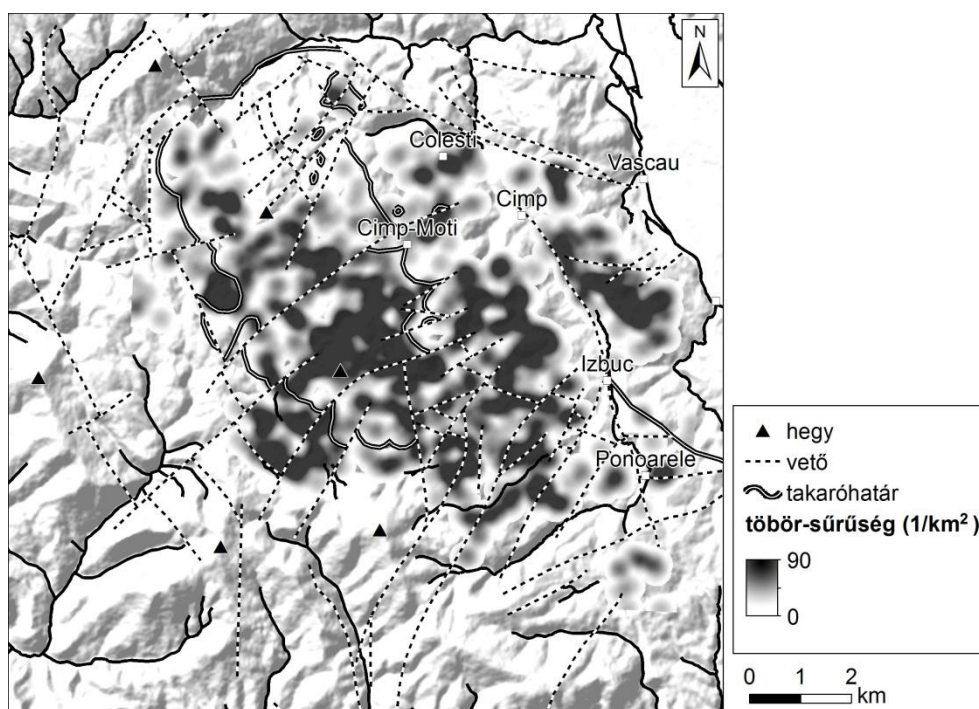 N
Colesti
Vascau
Cimp
Cimp-Moti
Izbuc
Ponoarele
hegy
vető
takaróhatár
töbör-sűrűség (1/km²)
90
0
0 1 2
km